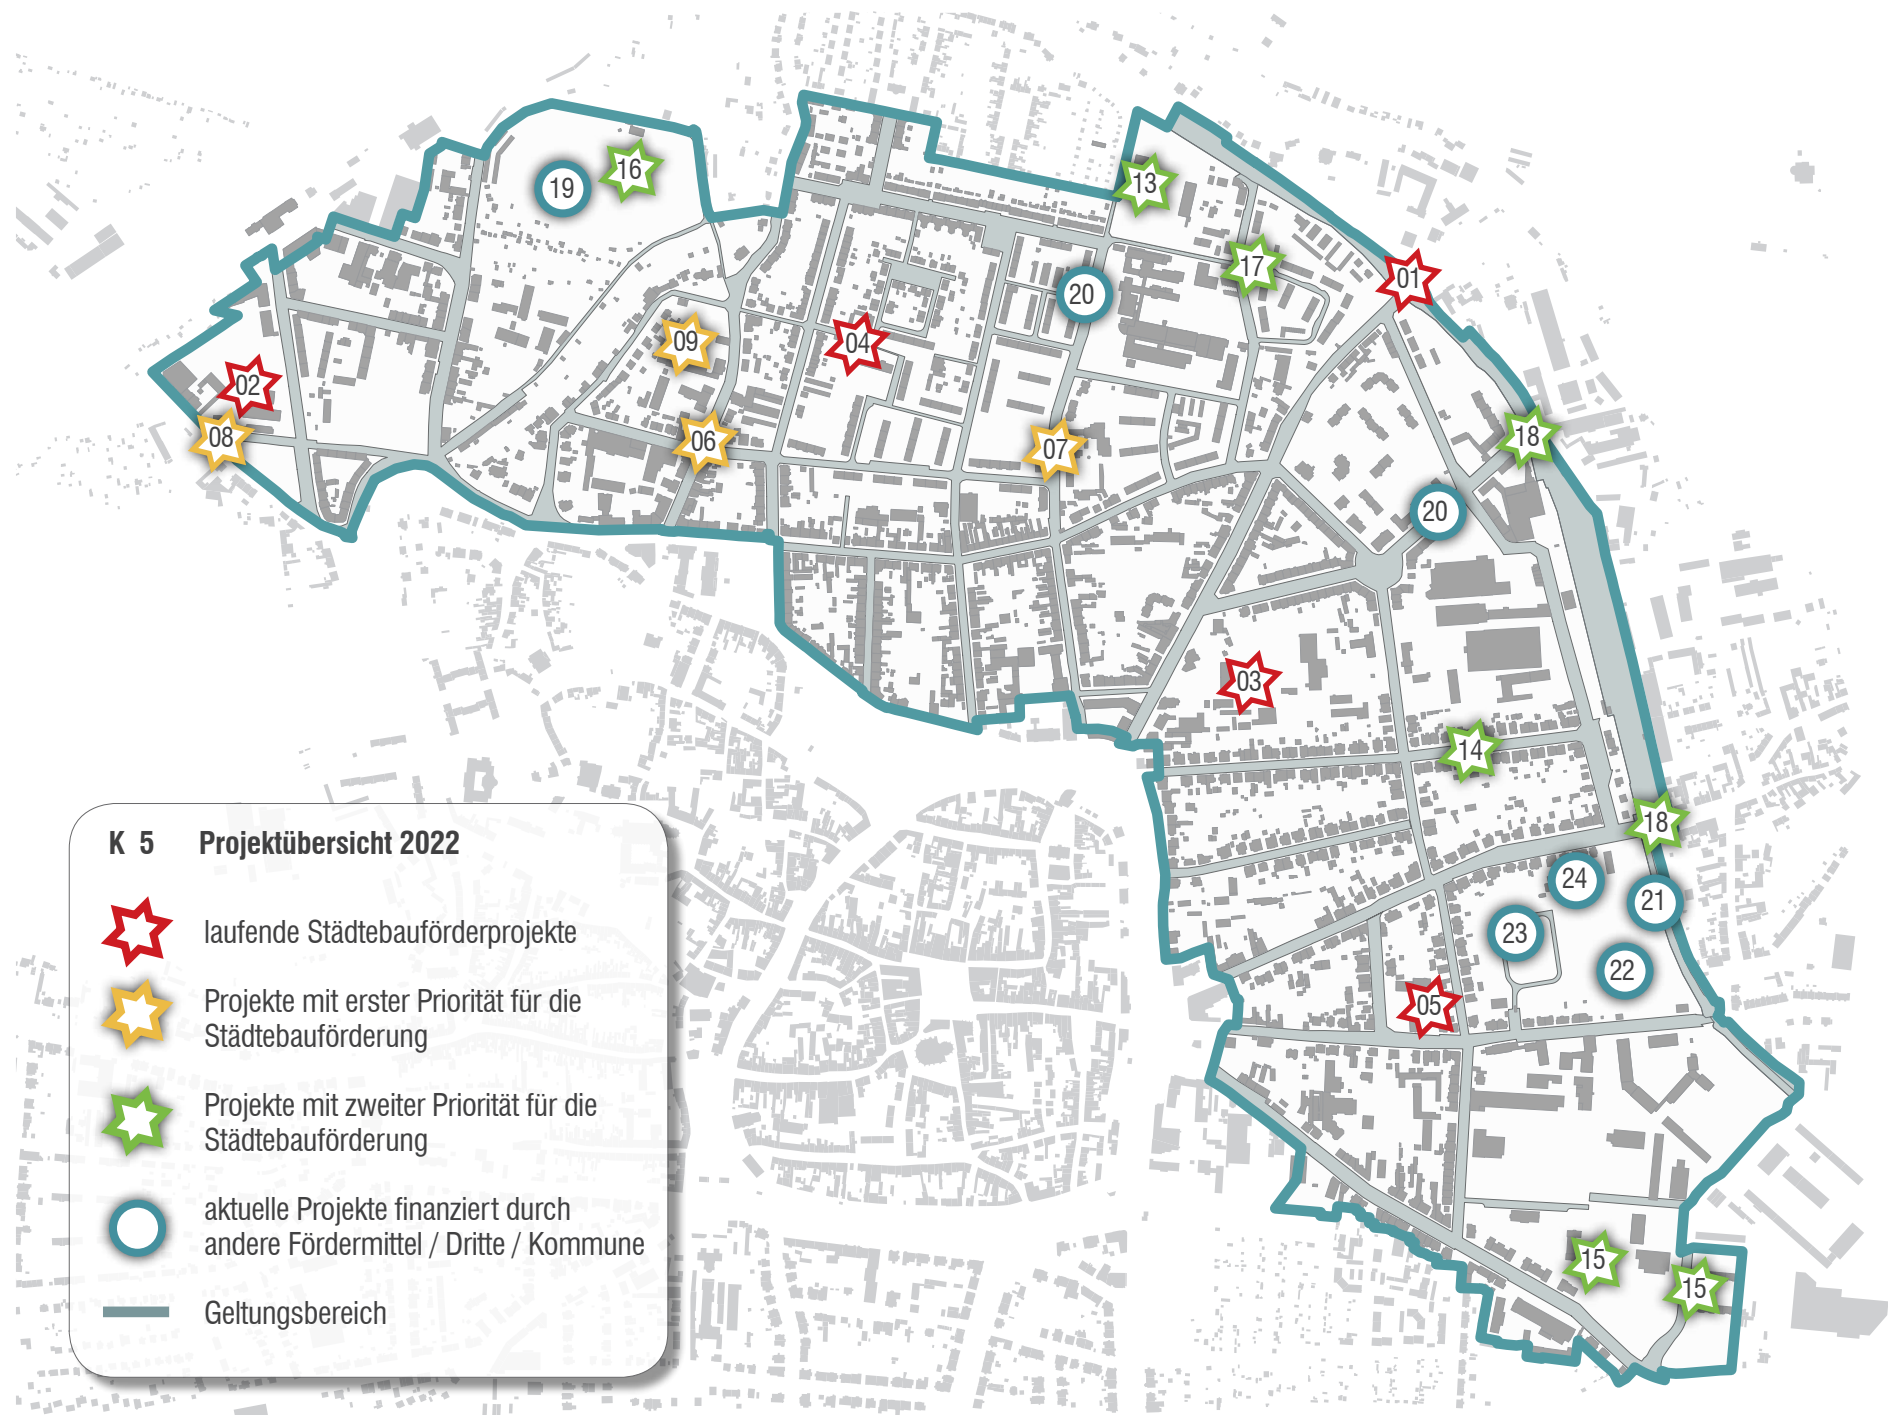 16
19
13
17
01
20
09
04
02
08
06
07
18
20
03
14
18
24
21
23
22
05
15
15
K 5 Projektübersicht 2022
laufende Städtebauförderprojekte
Projekte mit erster Priorität für die
Städtebauförderung
Projekte mit zweiter Priorität für die
Städtebauförderung
aktuelle Projekte finanziert durch
andere Fördermittel / Dritte / Kommune
Geltungsbereich